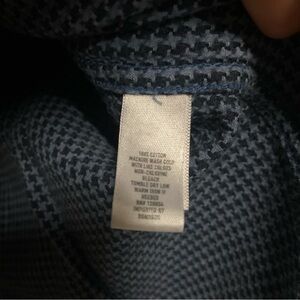 100% COTTON
MACHINE WASH COLD
WITH LIKE COLORS
NON-CHLORINE
BLEACH
TUMBLE DRY LOW
WARM IRON IF
NEEDED
RN#
IMPORTED BY